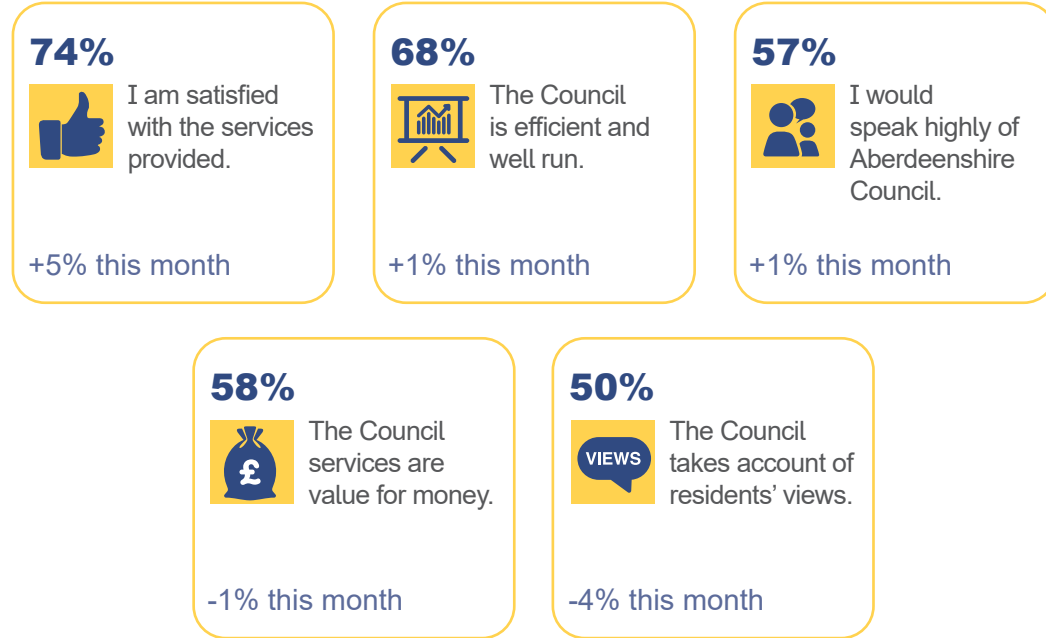 74%
I am satisfied
with the services
provided.
+5% this month
68%
The Council
is efficient and
well run.
+1% this month
57%
I would
speak highly of
Aberdeenshire
Council.
+1% this month
58%
£
The Council
services are
value for money.
-1% this month
50%
VIEWS
The Council
takes account of
residents’ views.
-4% this month